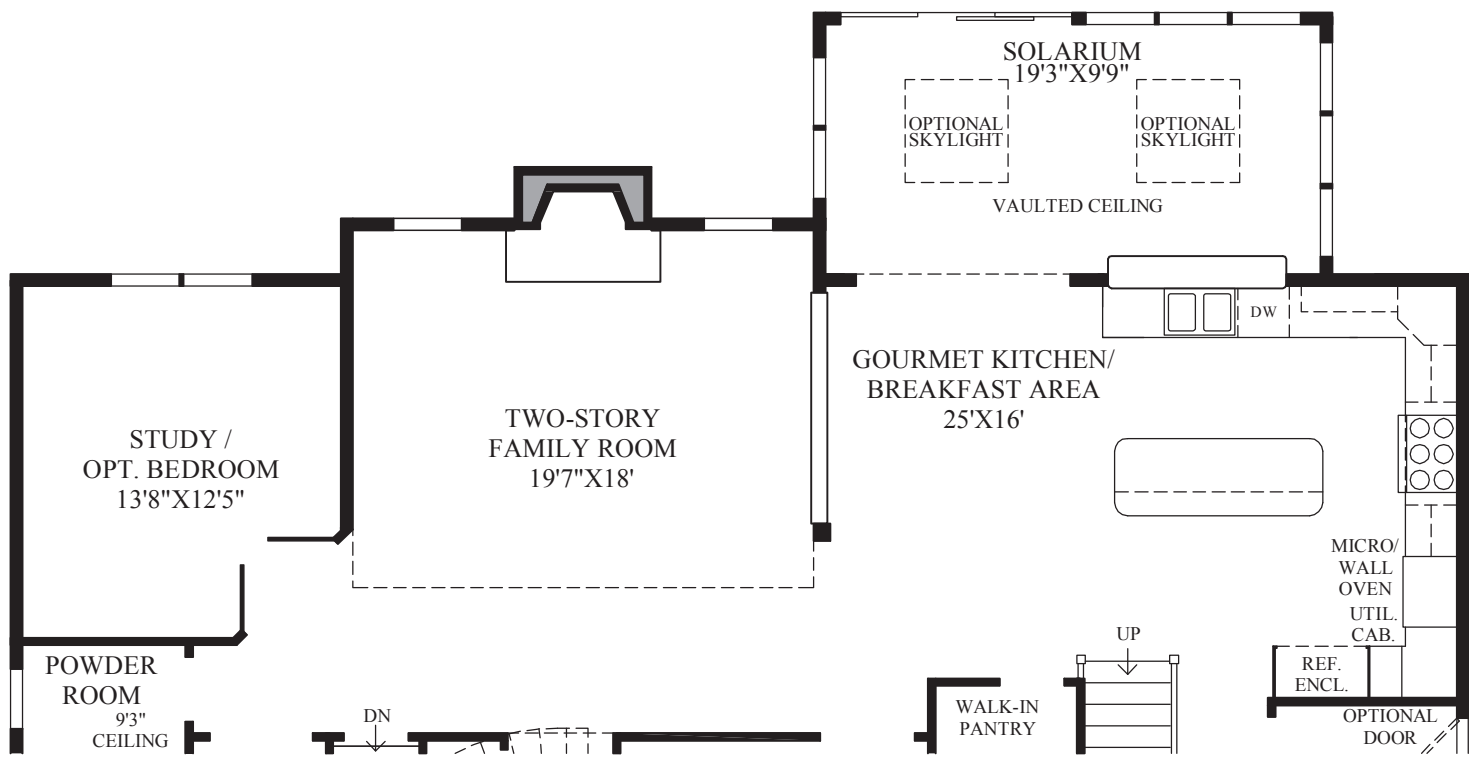 SOLARIUM
19'3"X9'9"
OPTIONAL
SKYLIGHT
OPTIONAL
SKYLIGHT
VAULTED CEILING
DW
GOURMET KITCHEN/
BREAKFAST AREA
25'X16'
TWO-STORY
FAMILY ROOM
19'7"X18'
STUDY /
OPT. BEDROOM
13'8"X12'5"
MICRO/
WALL
OVEN
UTIL.
CAB.
UP
REF.
ENCL.
POWDER
ROOM
9'3"
CEILING
DN
WALK-IN
PANTRY
OPTIONAL
DOOR